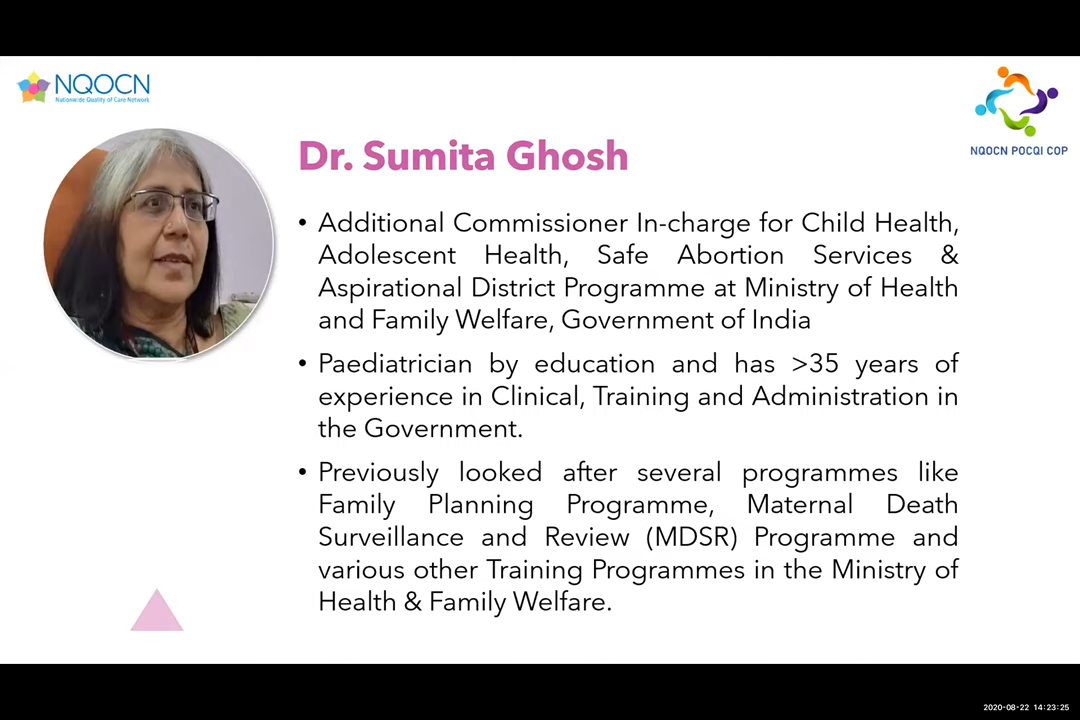 NQOCN
Nationwide Quality of Care Network
NQOCN POCQI COP
Dr. Sumita Ghosh
• Additional Commissioner In-charge for Child Health,
Adolescent Health, Safe Abortion Services &
Aspirational District Programme at Ministry of Health
and Family Welfare, Government of India
• Paediatrician by education and has >35 years of
experience in Clinical, Training and Administration in
the Government.
• Previously looked after several programmes like
Family Planning Programme, Maternal Death
Surveillance and Review (MDSR) Programme and
various other Training Programmes in the Ministry of
Health & Family Welfare.
2020-08-22 14:23:25